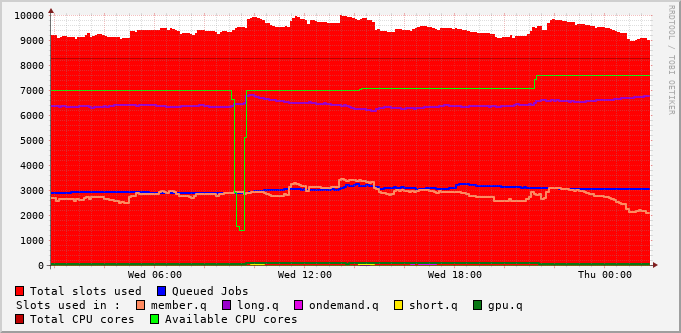 10000
9000
8000
7000
6000
5000
4000
3000
2000
1000
0
Wed 06:00 Wed 12:00 Wed 18:00 Thu 00:00
Total slots used Queued Jobs
Slots used in : member.q long.q ondemand.q short.q gpu.q
Total CPU cores Available CPU cores
RRDTOOL / TOBI OETIKER